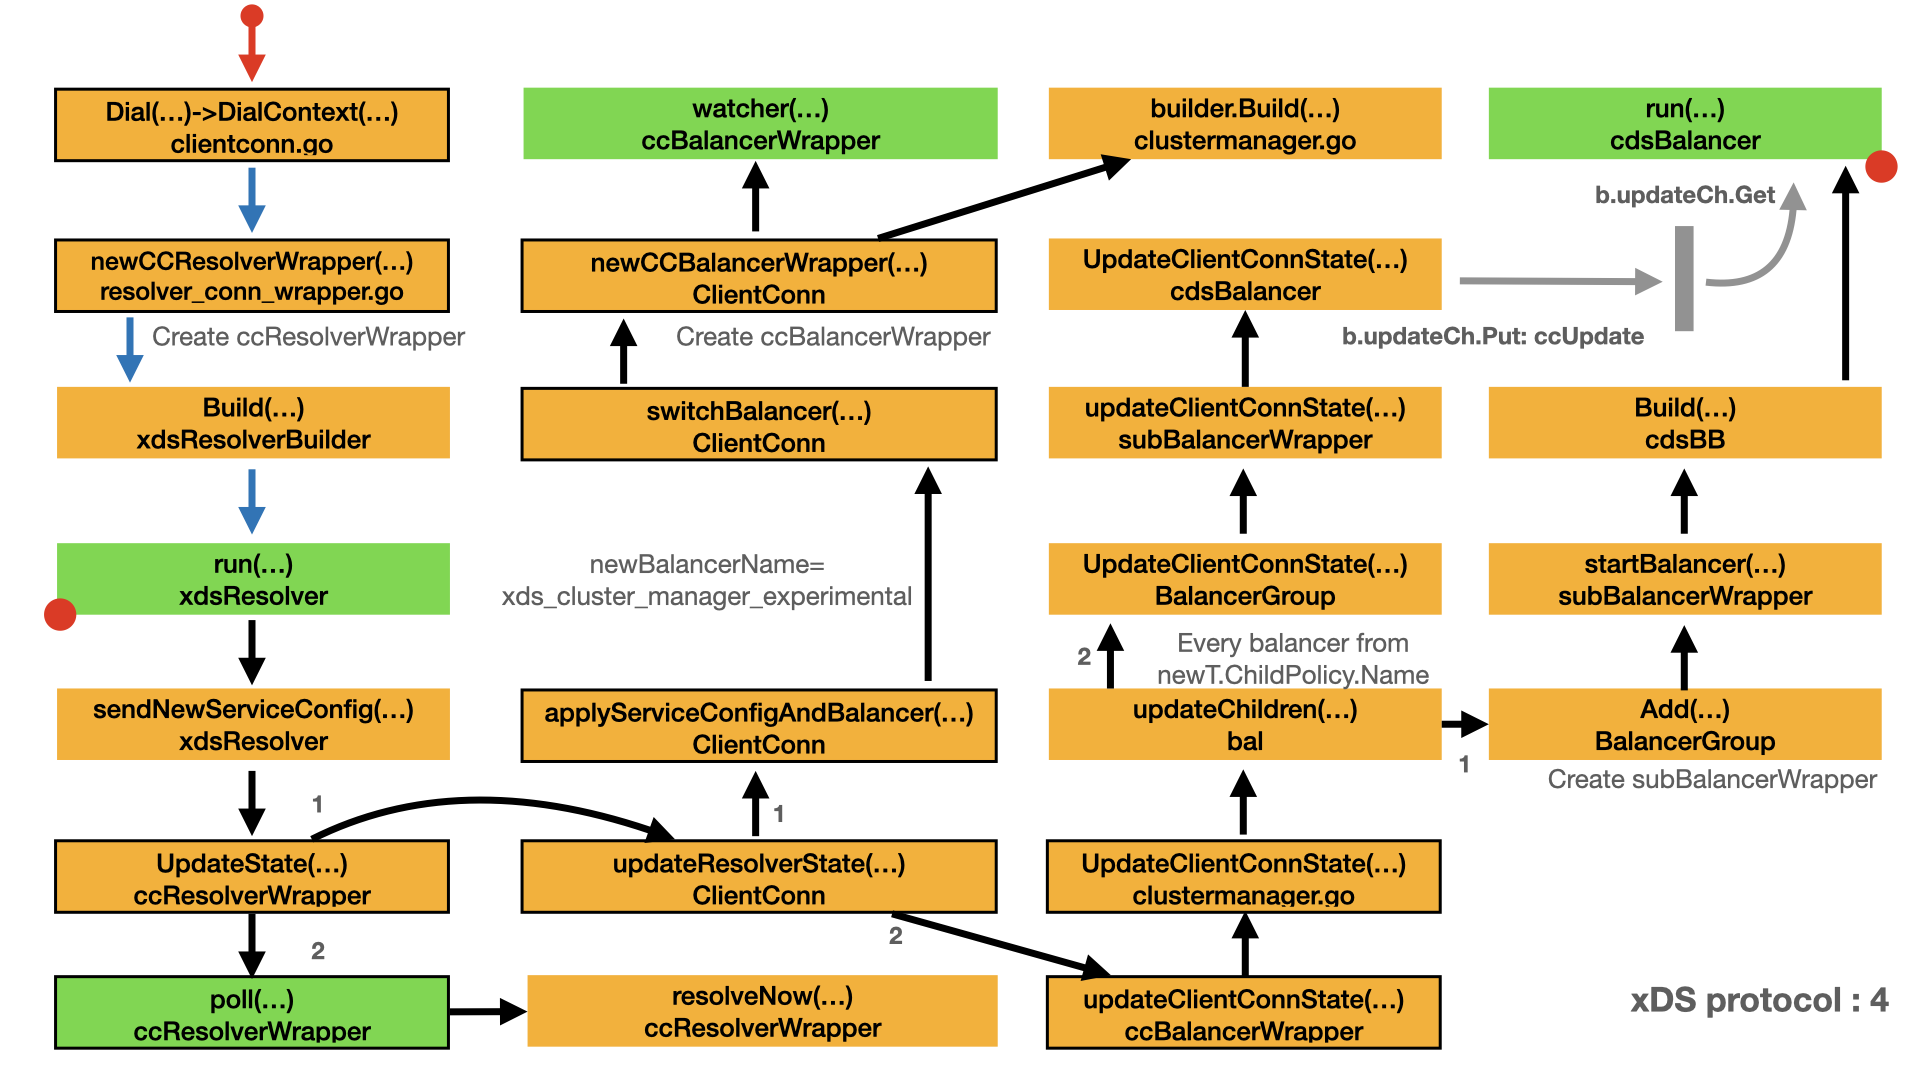 Dial(...)->DialContext(...)
clientconn.go
newCCResolverWrapper(...)
resolver_conn_wrapper.go
Create ccResolverWrapper
Build(...)
xdsResolverBuilder
run(...)
xdsResolver
sendNewServiceConfig(...)
xdsResolver
1
UpdateState(...)
ccResolverWrapper
2
poll(...)
ccResolverWrapper
watcher(...)
ccBalancerWrapper
newCCBalancerWrapper(...)
ClientConn
Create ccBalancerWrapper
switchBalancer(...)
ClientConn
newBalancerName=
xds_cluster_manager_experimental
applyServiceConfigAndBalancer(...)
ClientConn
1
updateResolverState(...)
ClientConn
2
resolveNow(...)
ccResolverWrapper
builder.Build(...)
clustermanager.go
UpdateClientConnState(...)
cdsBalancer
updateClientConnState(...)
subBalancerWrapper
UpdateClientConnState(...)
BalancerGroup
2
Every balancer from
newT.ChildPolicy.Name
updateChildren(...)
bal
1
UpdateClientConnState(...)
clustermanager.go
updateClientConnState(...)
ccBalancerWrapper
run(...)
cdsBalancer
b.updateCh.Get
b.updateCh.Put: ccUpdate
Build(...)
cdsBB
startBalancer(...)
subBalancerWrapper
Add(...)
BalancerGroup
Create subBalancerWrapper
xDS protocol : 4